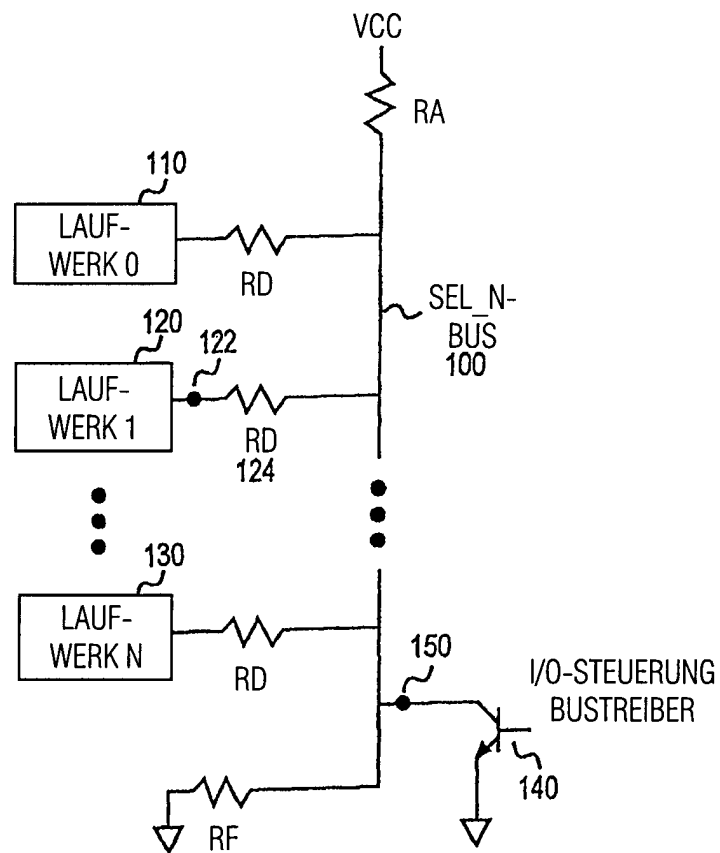 VCC
RA
110
LAUF-
WERK 0
RD
SEL_N-
BUS
100
120
122
LAUF-
WERK 1
RD
124
130
LAUF-
WERK N
RD
150
I/O-STEUERUNG
BUSTREIBER
140
RF